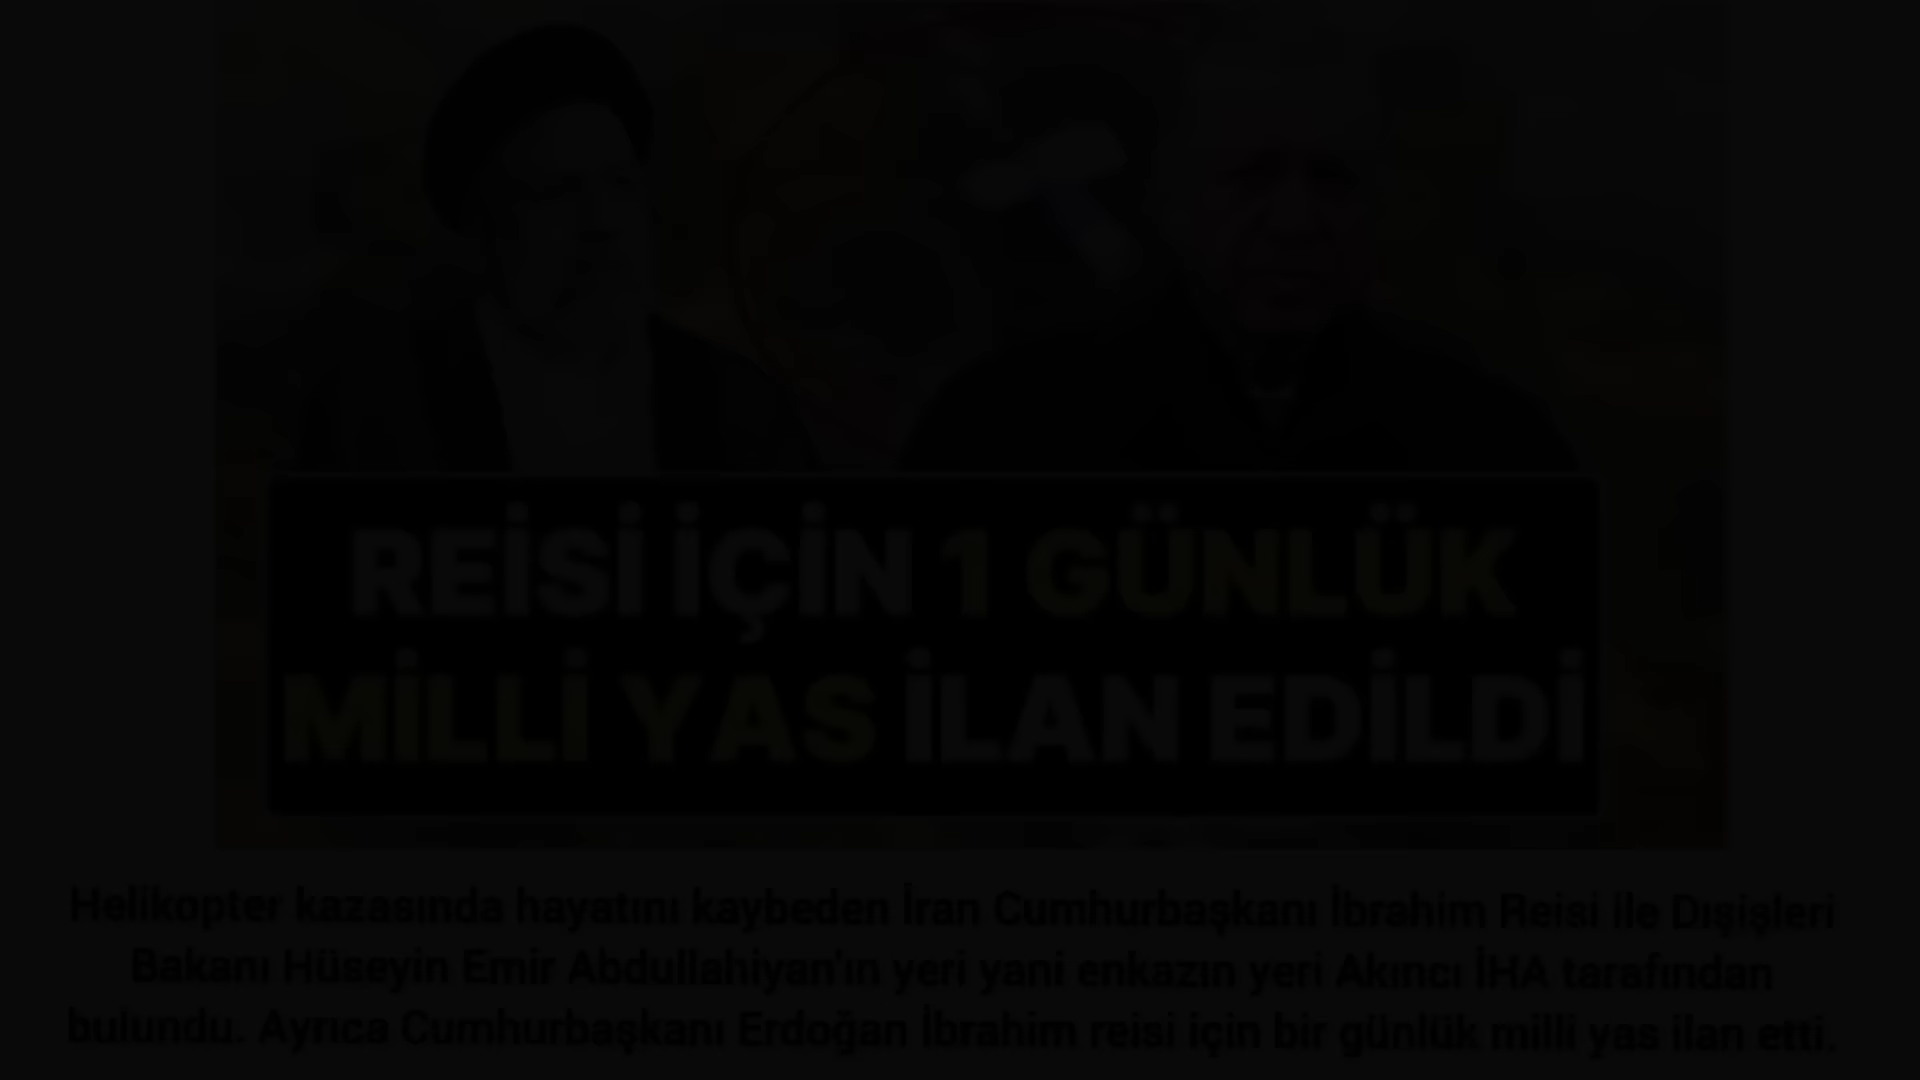 REİSİ İÇİN 1 GÜNLÜK
MİLLİ YAS İLAN EDİLDİ
Helikopter kazasında hayatını kaybeden İran Cumhurbaşkanı İbrahim Reisi ile Dışişleri
Bakanı Hüseyin Emir Abdullahiyan'ın yeri yani enkazın yeri Akıncı İHA tarafından
bulundu. Ayrıca Cumhurbaşkanı Erdoğan İbrahim reisi için bir günlük milli yas ilan etti.